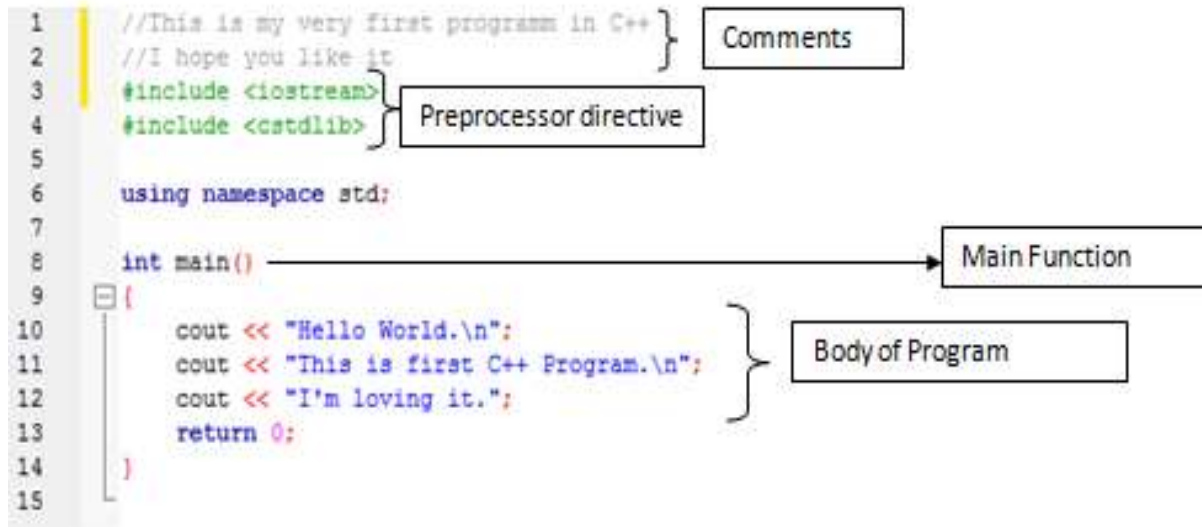 1 //This is my very first programm in C++
2 //I hope you like it
Comments
3 #include <iostream>
4 #include <cstdlib>
Preprocessor directive
5
6 using namespace std;
7
8 int main()
Main Function
9 {
10 cout << "Hello World.\n";
11 cout << "This is first C++ Program.\n";
12 cout << "I'm loving it.";
Body of Program
13 return 0;
14 }
15